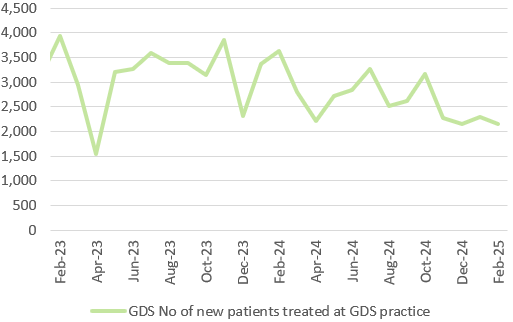 4,500
4,000
3,500
3,000
2,500
2,000
1,500
1,000
500
0
Feb-23
Apr-23
Jun-23
Aug-23
Oct-23
Dec-23
Feb-24
Apr-24
Jun-24
Aug-24
Oct-24
Dec-24
Feb-25
GDS No of new patients treated at GDS practice